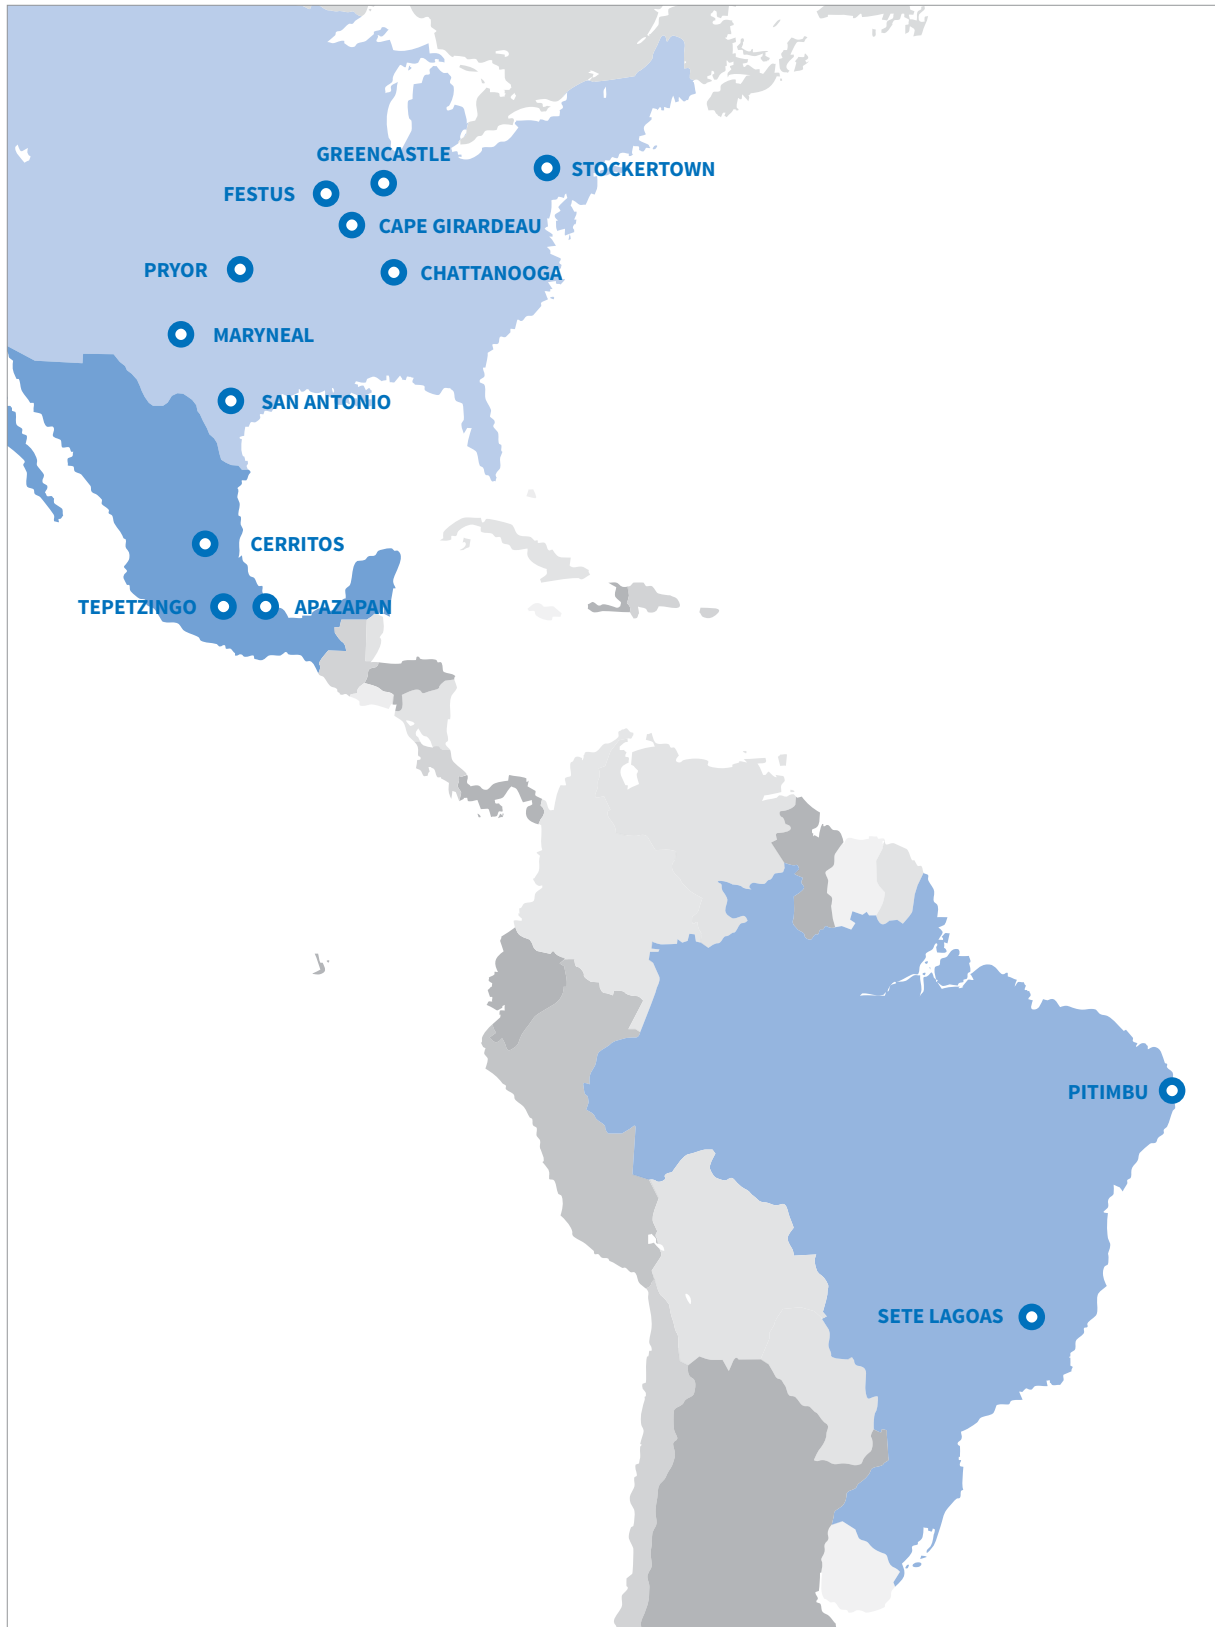 GREENCASTLE
STOCKERTOWN
FESTUS
CAPE GIRARDEAU
PRYOR
CHATTANOOGA
MARYNEAL
SAN ANTONIO
CERRITOS
TEPETZINGO
APAZAPAN
PITIMBU
SETE LAGOAS